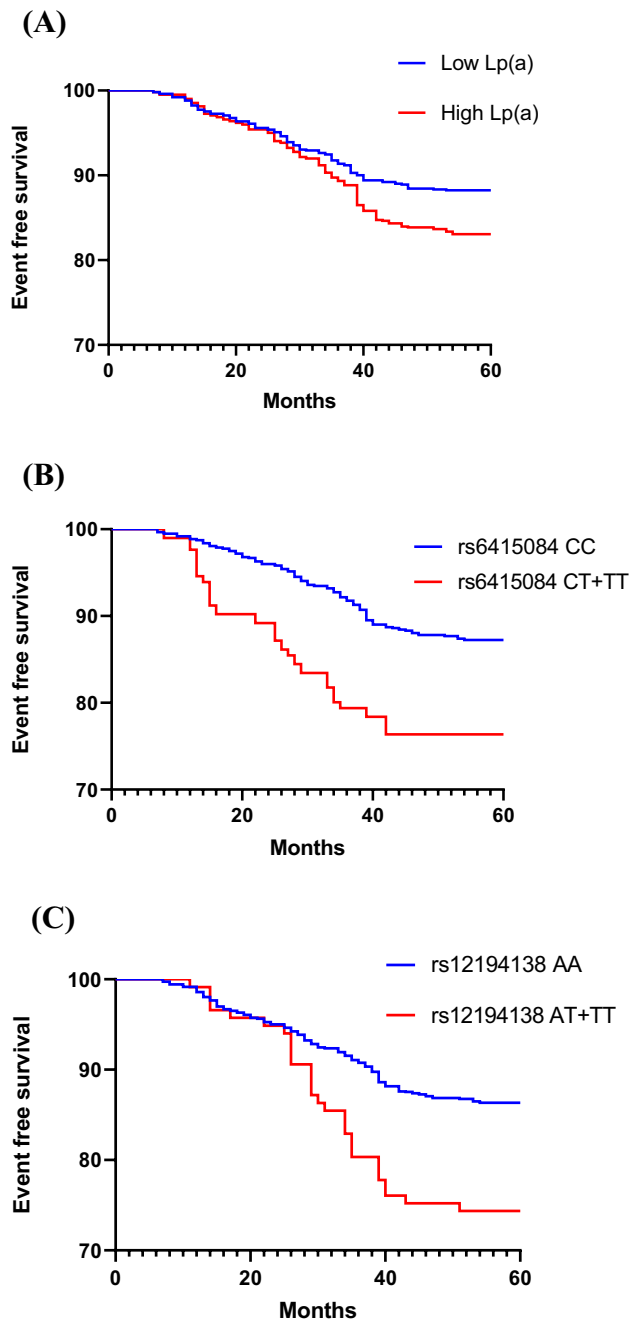 (A)
Low Lp(a)
High Lp(a)
Event free survival
100
90
80
70
0
20
40
60
Months
(B)
rs6415084 CC
rs6415084 CT+TT
Event free survival
100
90
80
70
0
20
40
60
Months
(C)
rs12194138 AA
rs12194138 AT+TT
Event free survival
100
90
80
70
0
20
40
60
Months